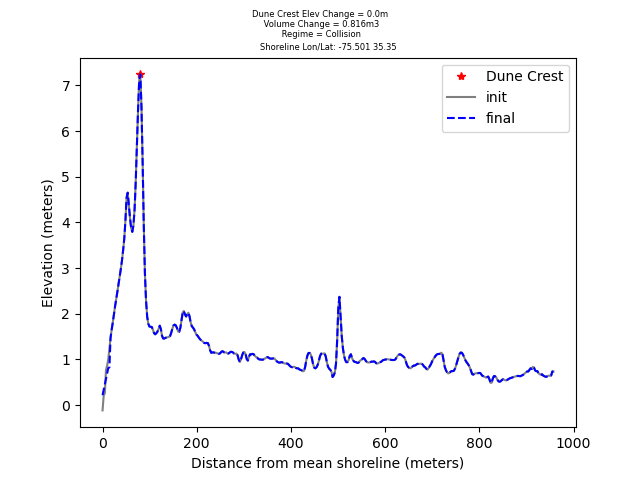 Dune Crest Elev Change = 0.0m
Volume Change = 0.816m3
Regime = Collision
Shoreline Lon/Lat: -75.501 35.35
Dune Crest
init
final
7
6
5
4
3
2
1
0
Elevation (meters)
0 200 400 600 800 1000
Distance from mean shoreline (meters)